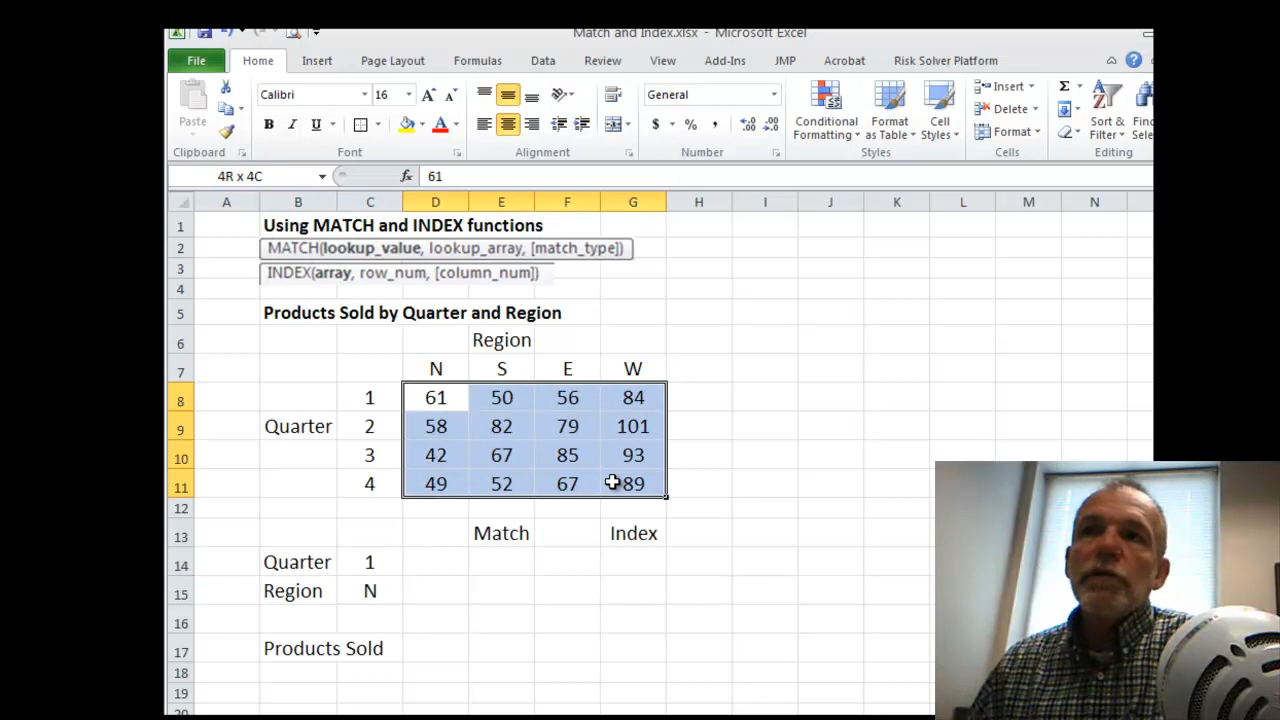 Match and Index.xlsx - Microsoft Excel
File Home Insert Page Layout Formulas Data Review View Add-Ins JMP Acrobat Risk Solver Platform
Paste
Calibri 16
B I U
General
$ % ,
Conditional Formatting
Format as Table
Cell Styles
Insert
Delete
Format
Sort & Filter
Clipboard Font Alignment Number Styles Cells Editing
4R x 4C fx 61
A B C D E F G H I J K L M N
1 Using MATCH and INDEX functions
2 MATCH(lookup_value, lookup_array, [match_type])
3 INDEX(array, row_num, [column_num])
4
5 Products Sold by Quarter and Region
6 Region
7 N S E W
8 1 61 50 56 84
9 Quarter 2 58 82 79 101
10 3 42 67 85 93
11 4 49 52 67 89
12
13 Match Index
14 Quarter 1
15 Region N
16
17 Products Sold
18
19